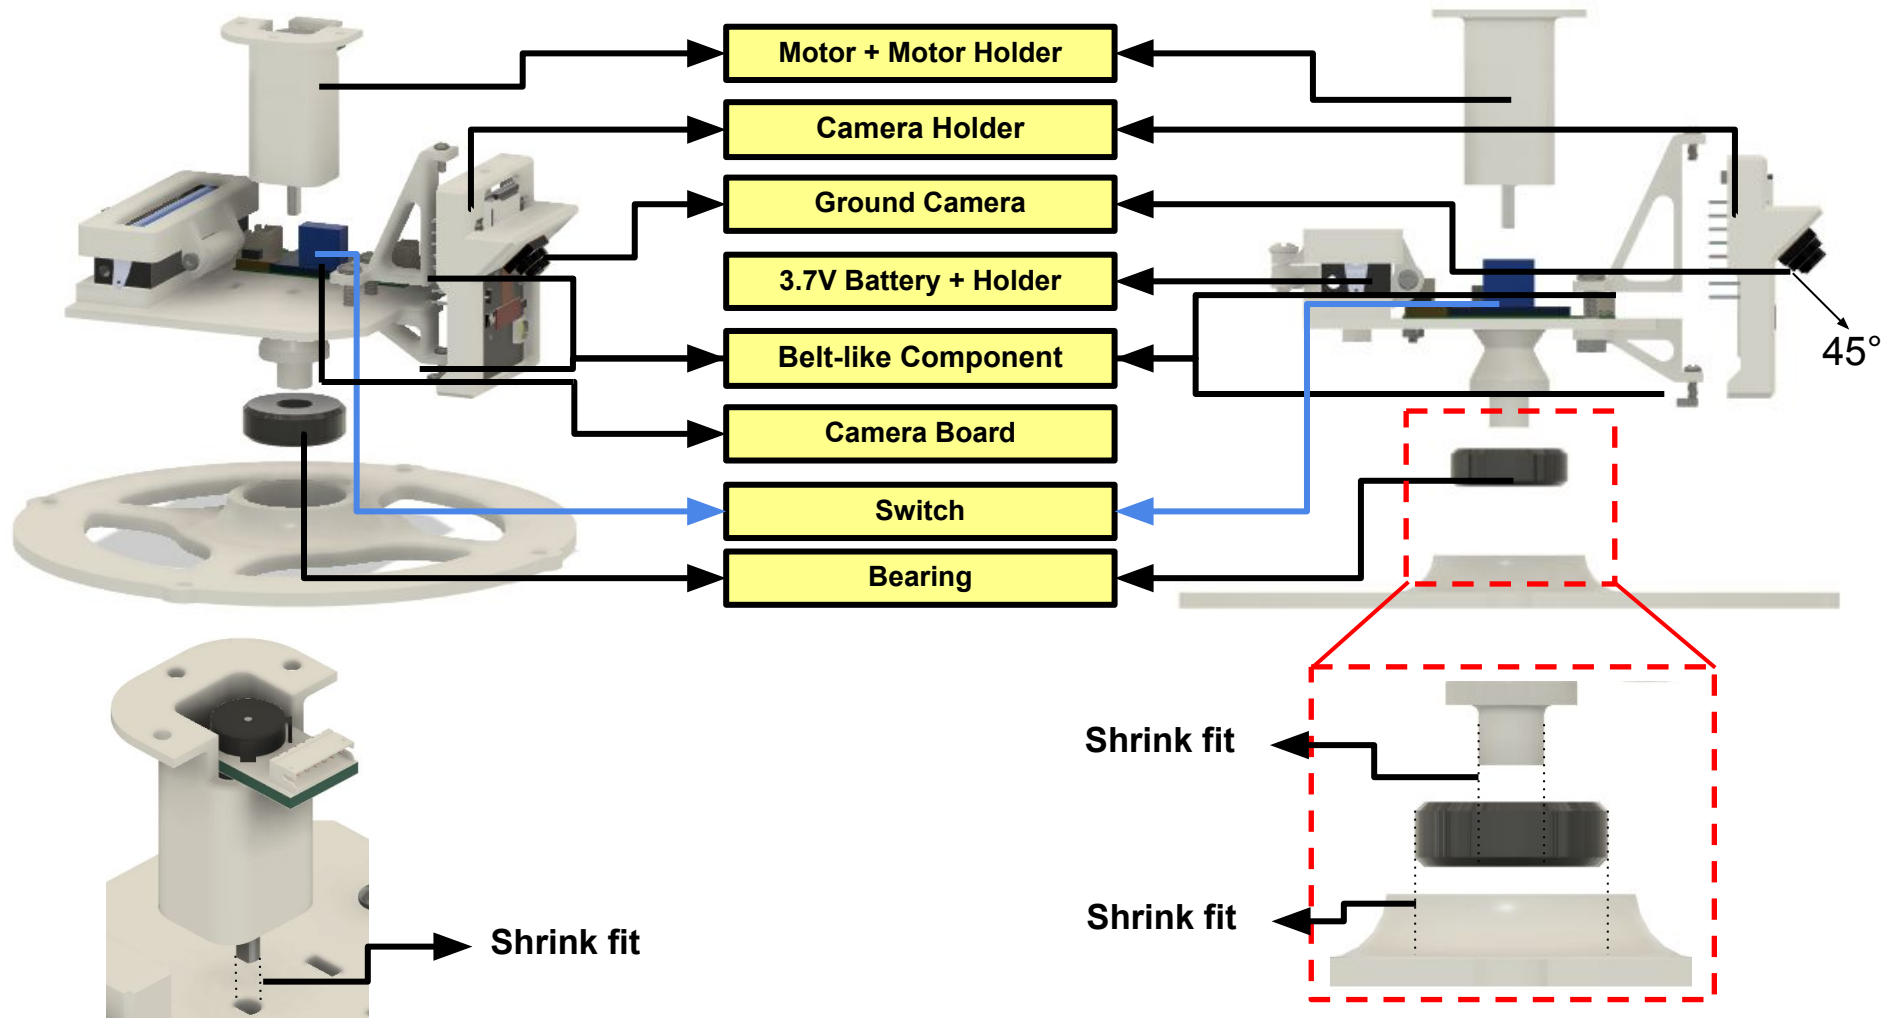 Motor + Motor Holder
Camera Holder
Ground Camera
3.7V Battery + Holder
Belt-like Component
Camera Board
Switch
Bearing
45°
Shrink fit
Shrink fit
Shrink fit